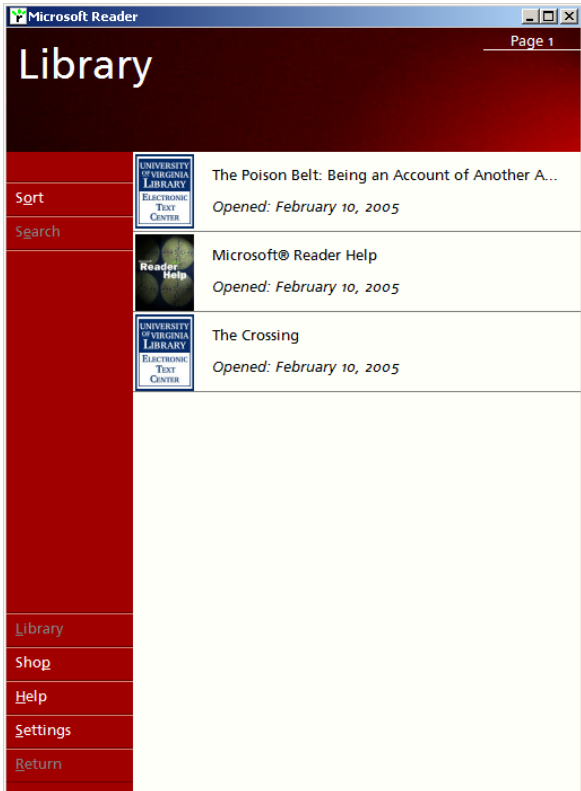 Microsoft Reader
Library
Page 1
Sort
Search
UNIVERSITY
OF VIRGINIA
LIBRARY
ELECTRONIC
TEXT
CENTER
The Poison Belt: Being an Account of Another A...
Opened: February 10, 2005
Reader
Help
Microsoft® Reader Help
Opened: February 10, 2005
UNIVERSITY
OF VIRGINIA
LIBRARY
ELECTRONIC
TEXT
CENTER
The Crossing
Opened: February 10, 2005
Library
Shop
Help
Settings
Return